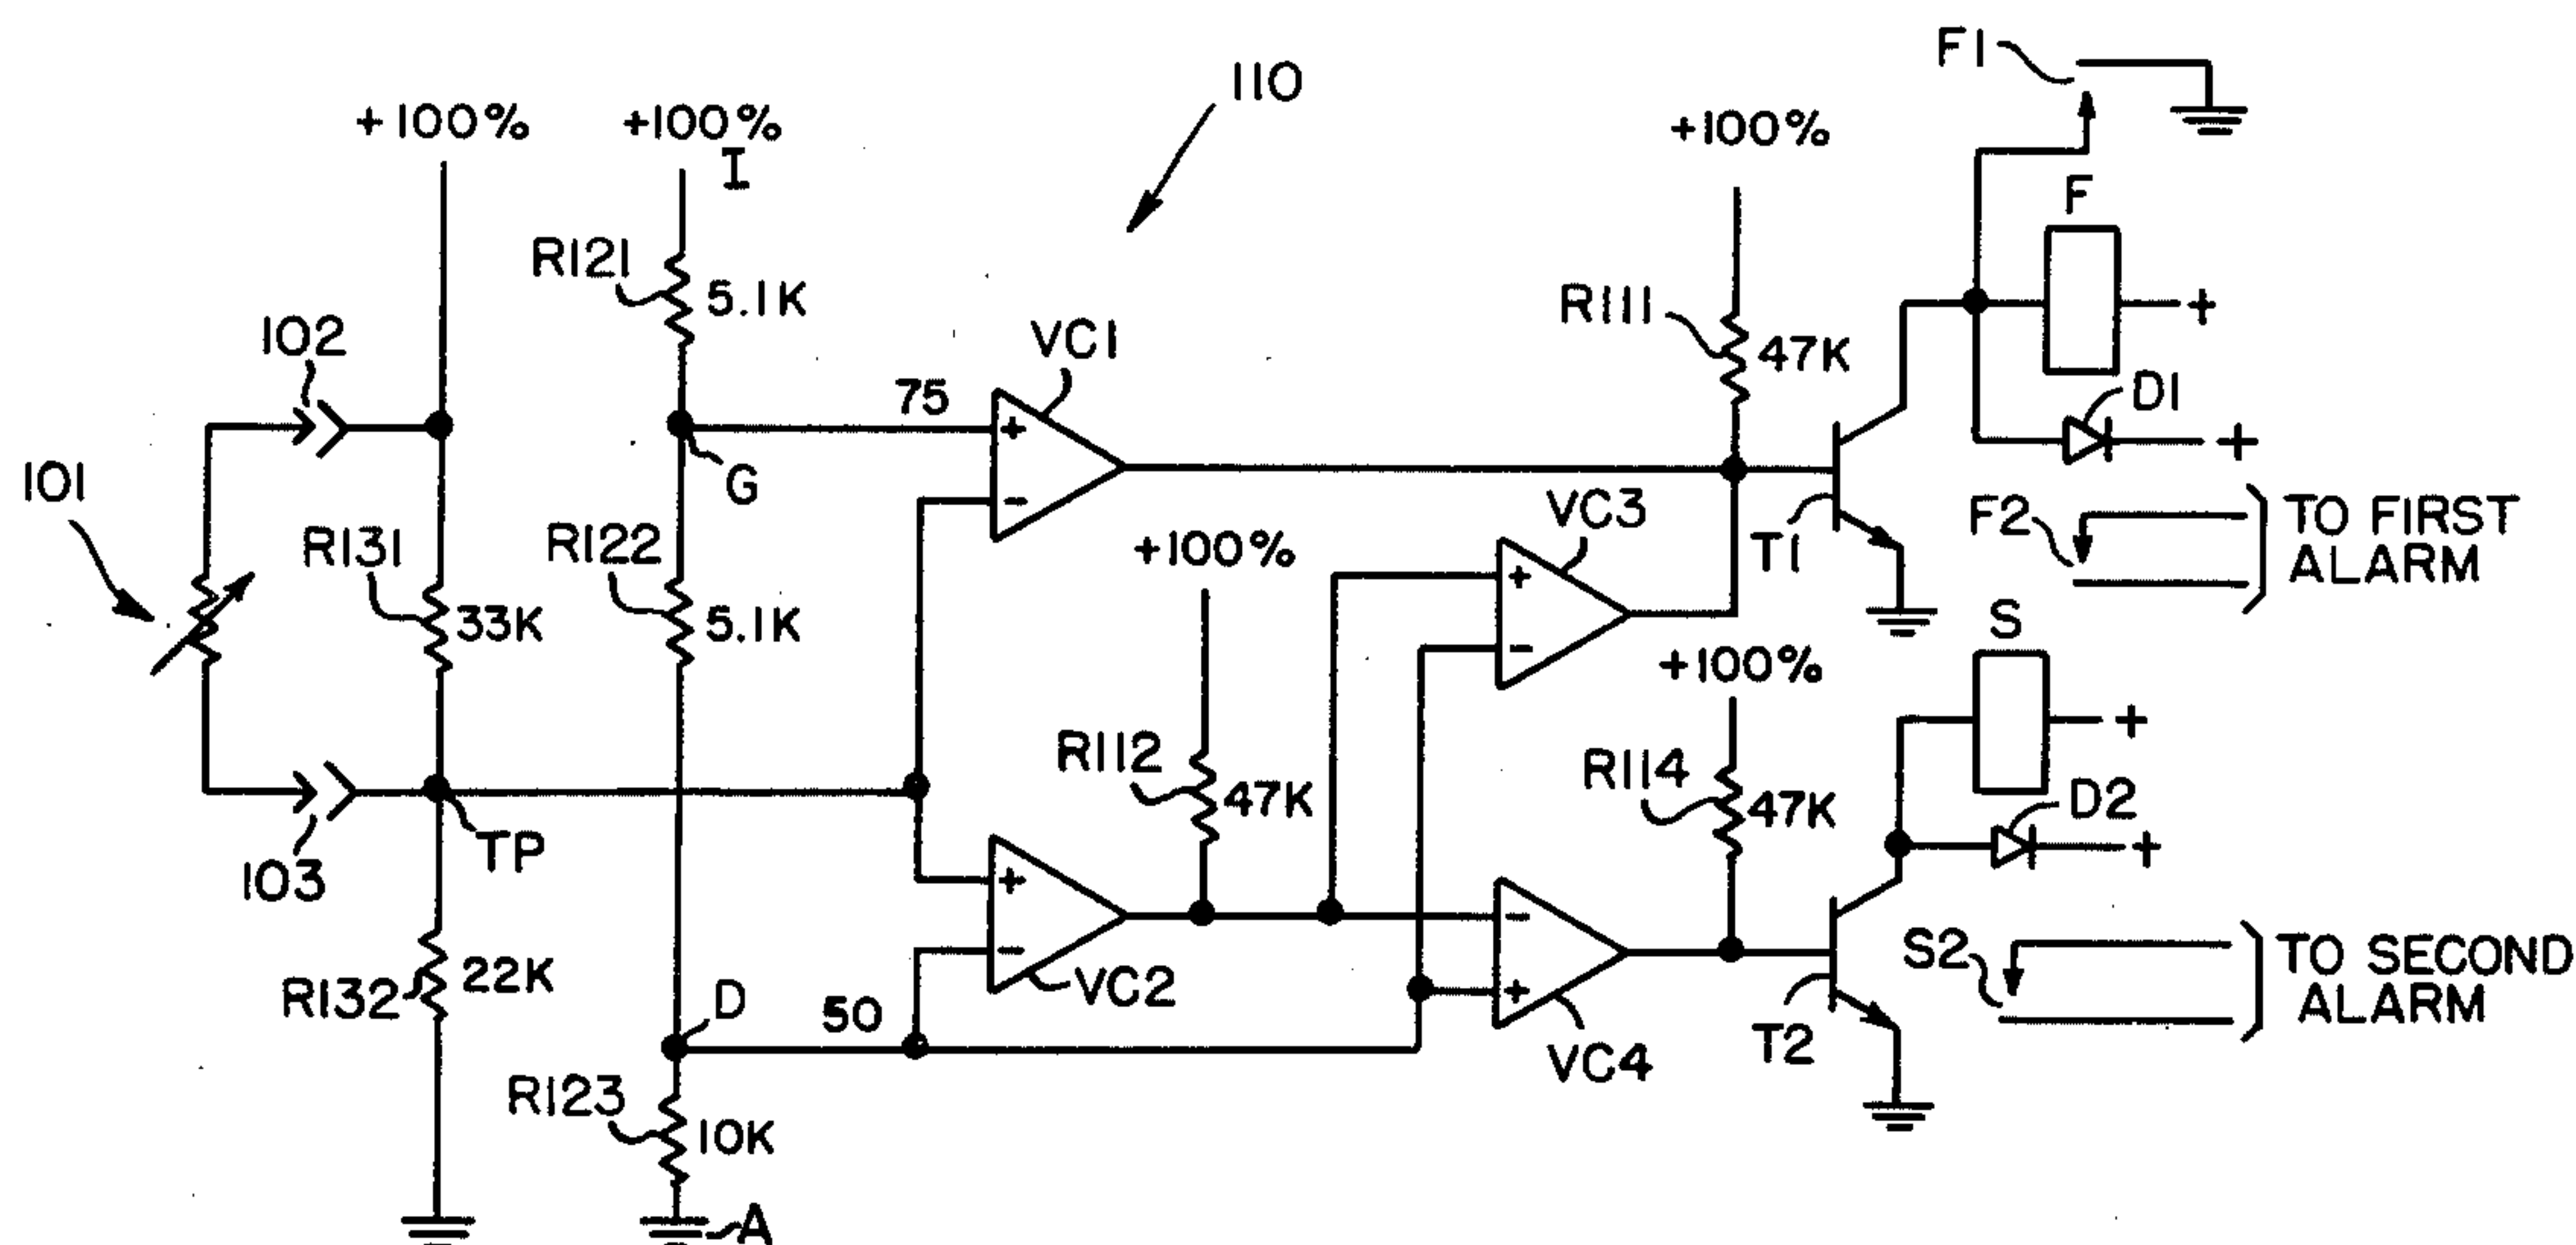 F1
110
+100%
+100%
I
+100%
F
R121
5.1K
+
R111
47K
102
VC1
75
+
D1
+
G
-
101
R131
33K
R122
5.1K
VC3
+100%
T1
F2
TO FIRST
ALARM
+
-
S
+100%
+
R112
47K
R114
47K
D2
+
TP
103
+
-
VC2
-
+
VC4
T2
S2
TO SECOND
ALARM
R132
22K
D
50
R123
10K
A